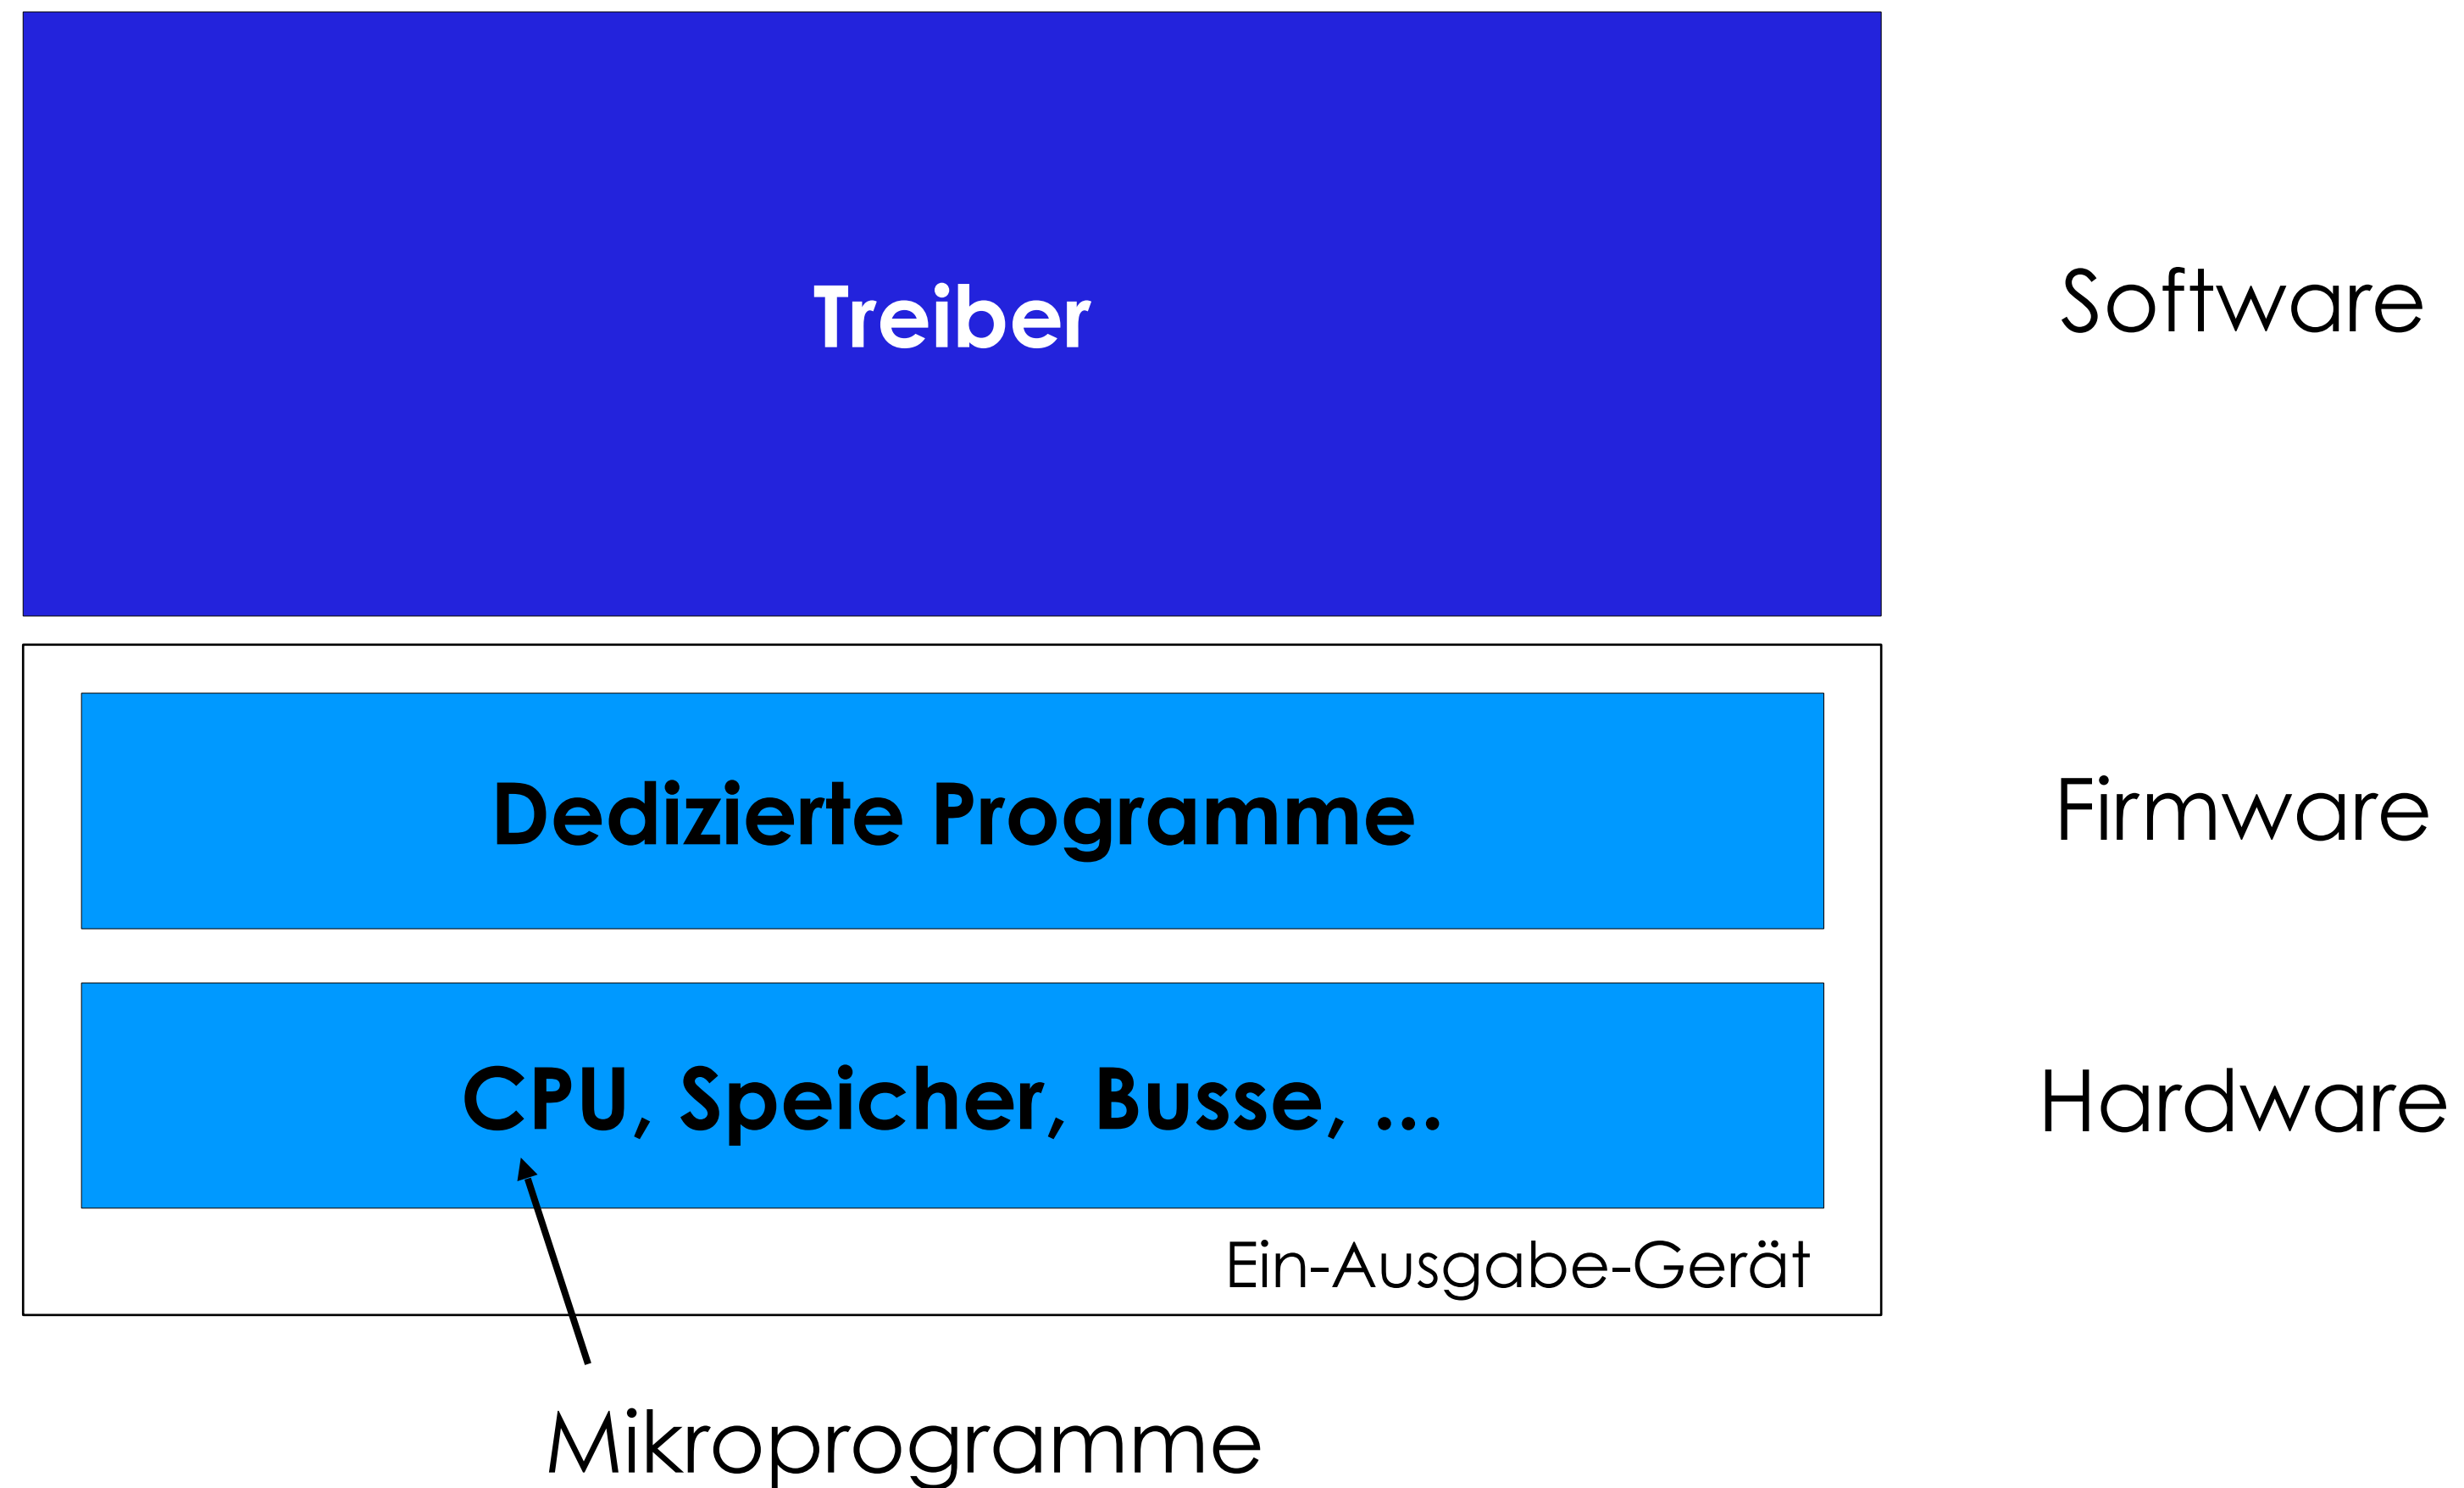 Treiber
Software
Dedizierte Programme
Firmware
CPU, Speicher, Busse, ...
Hardware
Ein-Ausgabe-Gerät
Mikroprogramme